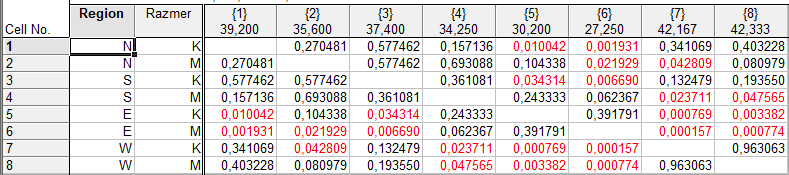 Region Razmer {1} {2} {3} {4} {5} {6} {7} {8}
Cell No. 39,200 35,600 37,400 34,250 30,200 27,250 42,167 42,333
1 N K 0,270481 0,577462 0,157136 0,010042 0,001931 0,341069 0,403228
2 N M 0,270481 0,577462 0,693088 0,104338 0,021929 0,042809 0,080979
3 S K 0,577462 0,577462 0,361081 0,034314 0,006690 0,132479 0,193550
4 S M 0,157136 0,693088 0,361081 0,243333 0,062367 0,023711 0,047565
5 E K 0,010042 0,104338 0,034314 0,243333 0,391791 0,000769 0,003382
6 E M 0,001931 0,021929 0,006690 0,062367 0,391791 0,000157 0,000774
7 W K 0,341069 0,042809 0,132479 0,023711 0,000769 0,000157 0,963063
8 W M 0,403228 0,080979 0,193550 0,047565 0,003382 0,000774 0,963063